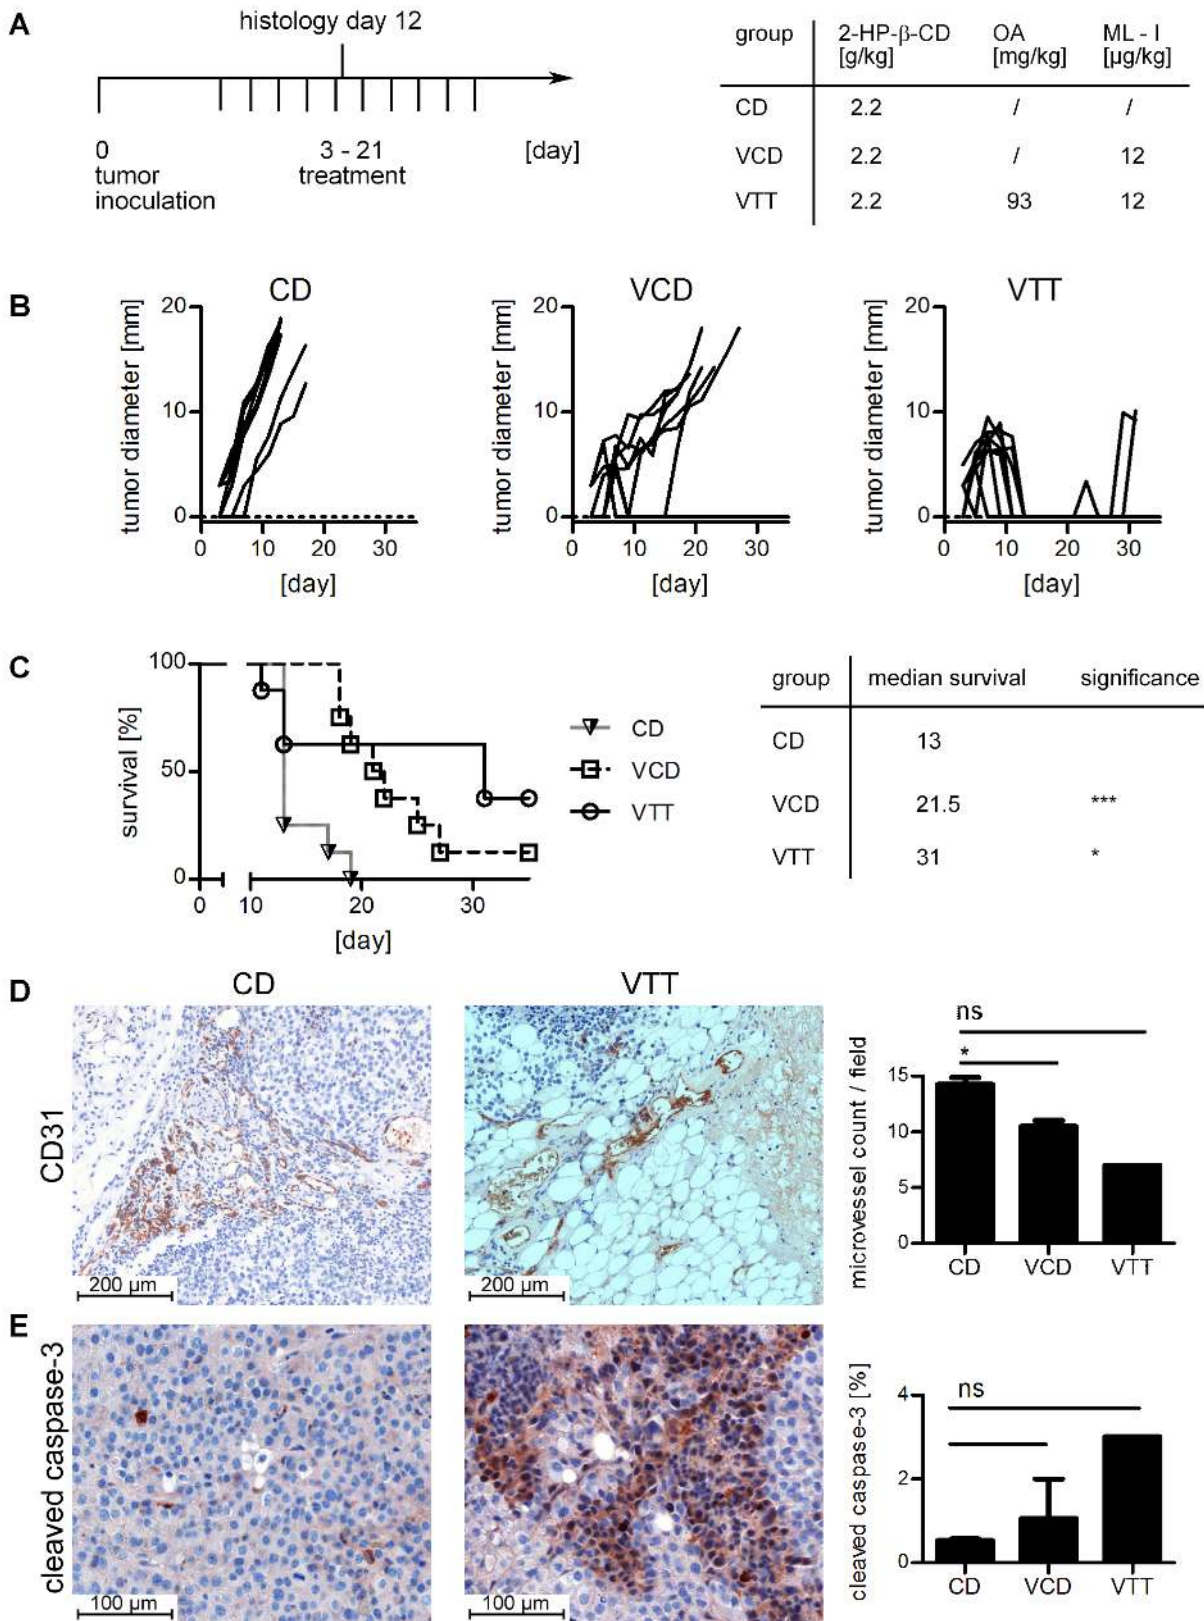 A
histology day 12
0
tumor
inoculation
3 - 21
treatment
[day]
group 2-HP-β-CD OA ML - I
[g/kg] [mg/kg] [µg/kg]
CD 2.2 / /
VCD 2.2 / 12
VTT 2.2 93 12
B
CD
tumor diameter [mm]
20
10
0
0 10 20 30
[day]
VCD
tumor diameter [mm]
20
10
0
0 10 20 30
[day]
VTT
tumor diameter [mm]
20
10
0
0 10 20 30
[day]
C
survival [%]
100
50
0
0 10 20 30
[day]
CD
VCD
VTT
group median survival significance
CD 13
VCD 21.5 ***
VTT 31 *
D
CD
VTT
CD31
200 µm
200 µm
ns
*
microvessel count / field
15
10
5
0
CD VCD VTT
E
cleaved caspase-3
100 µm
100 µm
ns
cleaved caspase-3 [%]
4
2
0
CD VCD VTT